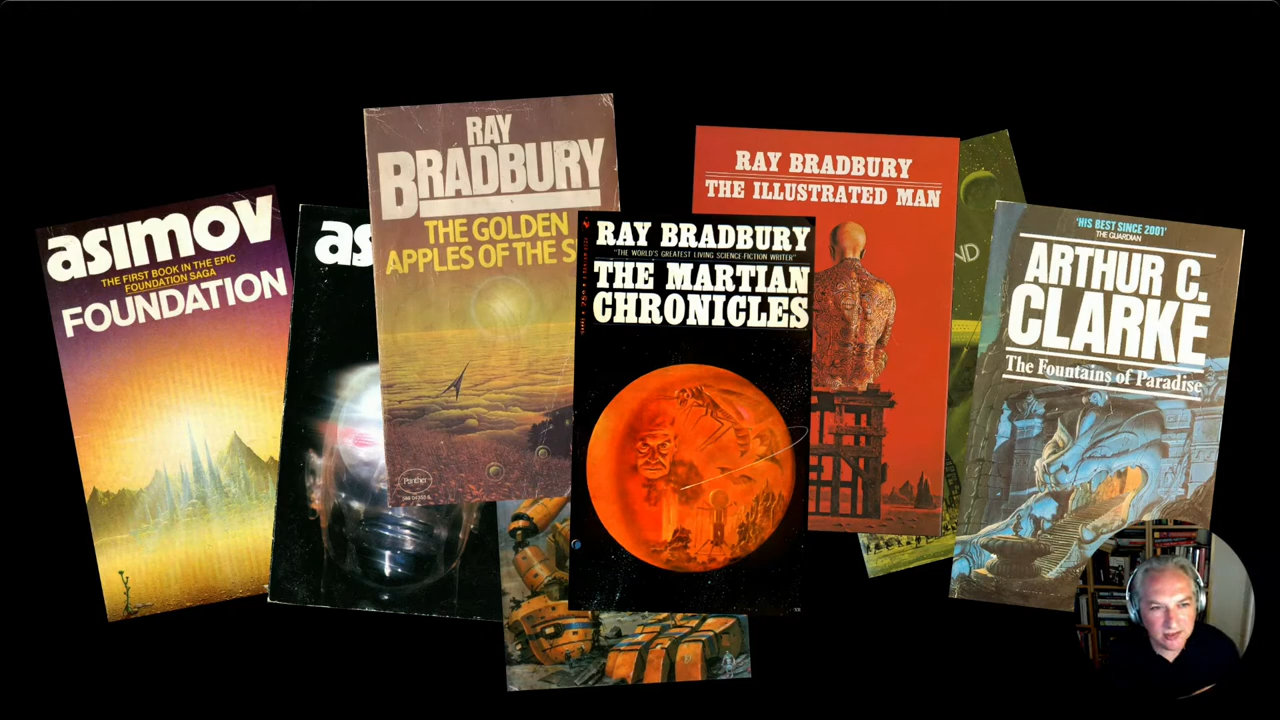 asimov
THE FIRST BOOK IN THE EPIC
FOUNDATION SAGA
FOUNDATION
as
RAY
BRADBURY
THE GOLDEN
APPLES OF THE S
Panther
RAY BRADBURY
"THE WORLD'S GREATEST LIVING SCIENCE-FICTION WRITER"
THE MARTIAN
CHRONICLES
RAY BRADBURY
THE ILLUSTRATED MAN
ND
'HIS BEST SINCE 2001'
THE GUARDIAN
ARTHUR C.
CLARKE
The Fountains of Paradise